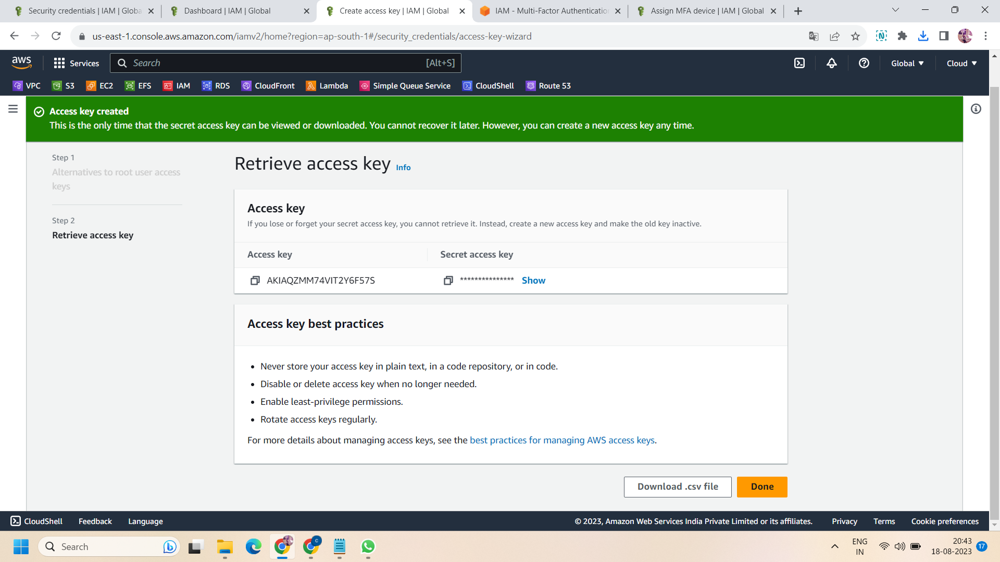 Security credentials | IAM | Globa
Dashboard | IAM | Global
Create access key | IAM | Global
IAM - Multi-Factor Authentication
Assign MFA device | IAM | Global
us-east-1.console.aws.amazon.com/iamv2/home?region=ap-south-1#/security_credentials/access-key-wizard
aws
Services
Search
[Alt+S]
Global
Cloud
VPC
S3
EC2
EFS
IAM
RDS
CloudFront
Lambda
Simple Queue Service
CloudShell
Route 53
Access key created
This is the only time that the secret access key can be viewed or downloaded. You cannot recover it later. However, you can create a new access key any time.
Step 1
Alternatives to root user access
keys
Step 2
Retrieve access key
Retrieve access key Info
Access key
If you lose or forget your secret access key, you cannot retrieve it. Instead, create a new access key and make the old key inactive.
Access key
Secret access key
AKIAQZMM74VIT2Y6F57S
*************** Show
Access key best practices
• Never store your access key in plain text, in a code repository, or in code.
• Disable or delete access key when no longer needed.
• Enable least-privilege permissions.
• Rotate access keys regularly.
For more details about managing access keys, see the best practices for managing AWS access keys.
Download .csv file
Done
CloudShell
Feedback
Language
© 2023, Amazon Web Services India Private Limited or its affiliates.
Privacy
Terms
Cookie preferences
Search
C
ENG
IN
20:43
18-08-2023
17